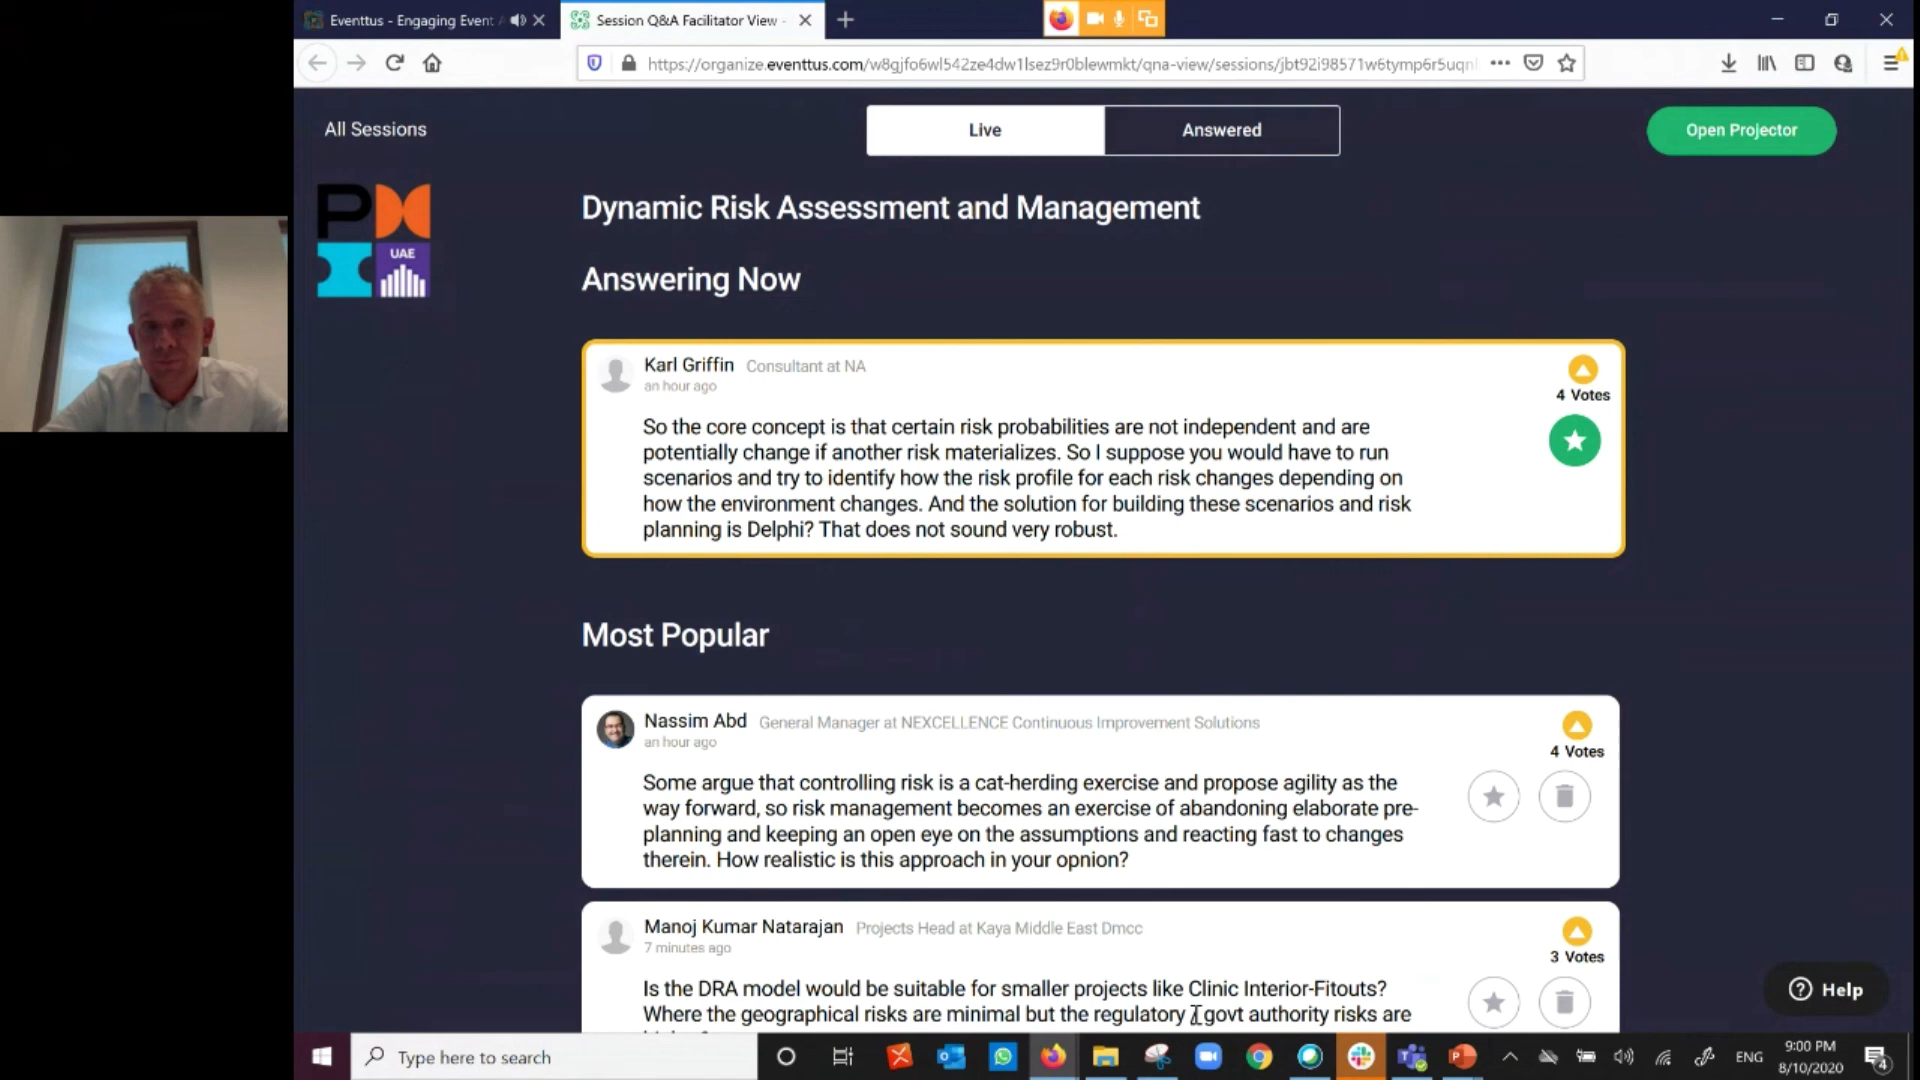 Eventtus - Engaging Event
Session Q&A Facilitator View -
https://organize.eventtus.com/w8gjfo6wl542ze4dw1lsez9r0blewmkt/qna-view/sessions/jbt92i98571w6tymp6r5uqn
All Sessions
Live
Answered
Open Projector
P
UAE
Dynamic Risk Assessment and Management
Answering Now
Karl Griffin Consultant at NA
an hour ago
4 Votes
So the core concept is that certain risk probabilities are not independent and are
potentially change if another risk materializes. So I suppose you would have to run
scenarios and try to identify how the risk profile for each risk changes depending on
how the environment changes. And the solution for building these scenarios and risk
planning is Delphi? That does not sound very robust.
Most Popular
Nassim Abd General Manager at NEXCELLENCE Continuous Improvement Solutions
an hour ago
4 Votes
Some argue that controlling risk is a cat-herding exercise and propose agility as the
way forward, so risk management becomes an exercise of abandoning elaborate pre-
planning and keeping an open eye on the assumptions and reacting fast to changes
therein. How realistic is this approach in your opnion?
Manoj Kumar Natarajan Projects Head at Kaya Middle East Dmcc
7 minutes ago
3 Votes
Is the DRA model would be suitable for smaller projects like Clinic Interior-Fitouts?
Where the geographical risks are minimal but the regulatory / govt authority risks are
Help
Type here to search
ENG
9:00 PM
8/10/2020
4